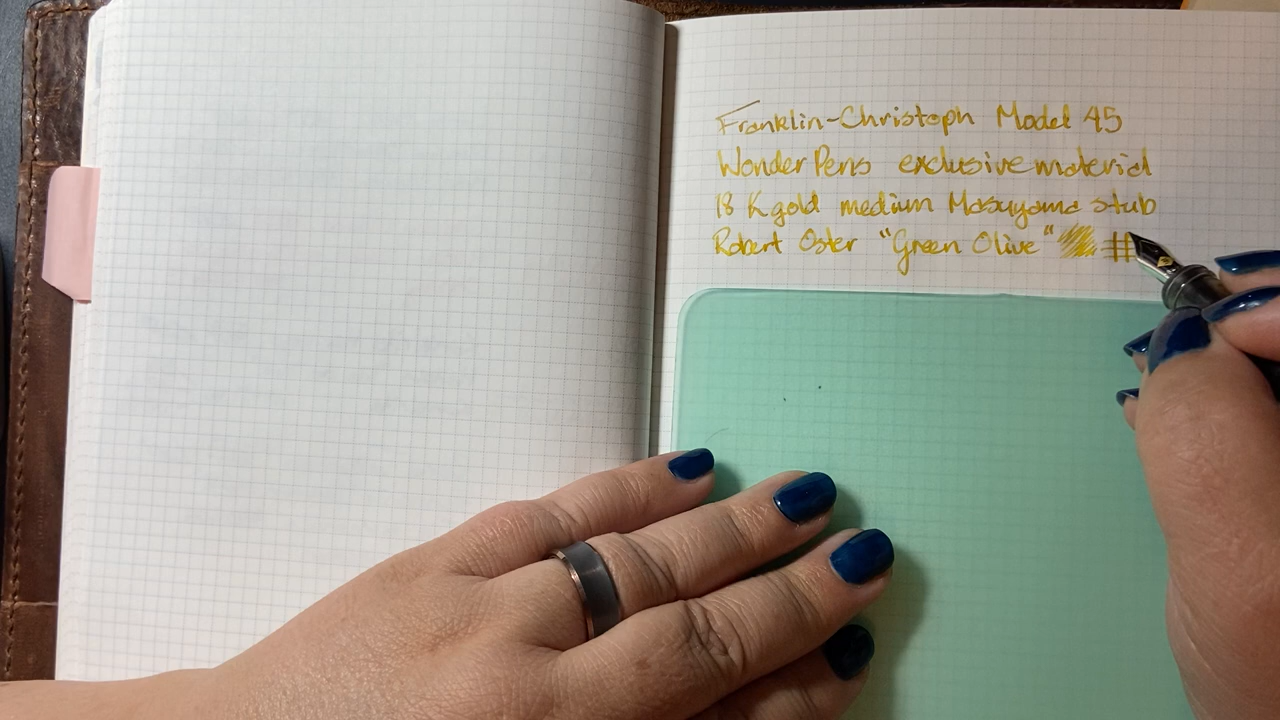 Franklin-Christoph Model 45
Wonder Pens exclusive material
18 K gold medium Masuyama stub
Robert Oster "Green Olive" #